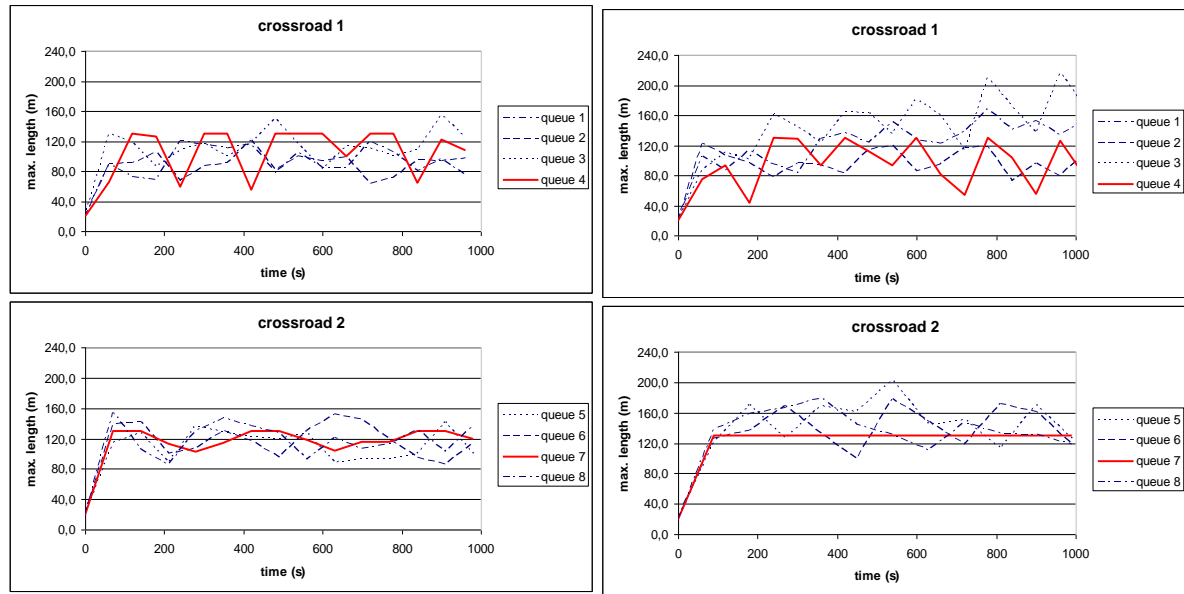 crossroad 1
240,0
200,0
160,0
120,0
80,0
40,0
0,0
max. length (m)
0 200 400 600 800 1000
time (s)
queue 1
queue 2
queue 3
queue 4
crossroad 1
240,0
200,0
160,0
120,0
80,0
40,0
0,0
max. length (m)
0 200 400 600 800 1000
time (s)
queue 1
queue 2
queue 3
queue 4
crossroad 2
240,0
200,0
160,0
120,0
80,0
40,0
0,0
max. length (m)
0 200 400 600 800 1000
time (s)
queue 5
queue 6
queue 7
queue 8
crossroad 2
240,0
200,0
160,0
120,0
80,0
40,0
0,0
max. length (m)
0 200 400 600 800 1000
time (s)
queue 5
queue 6
queue 7
queue 8